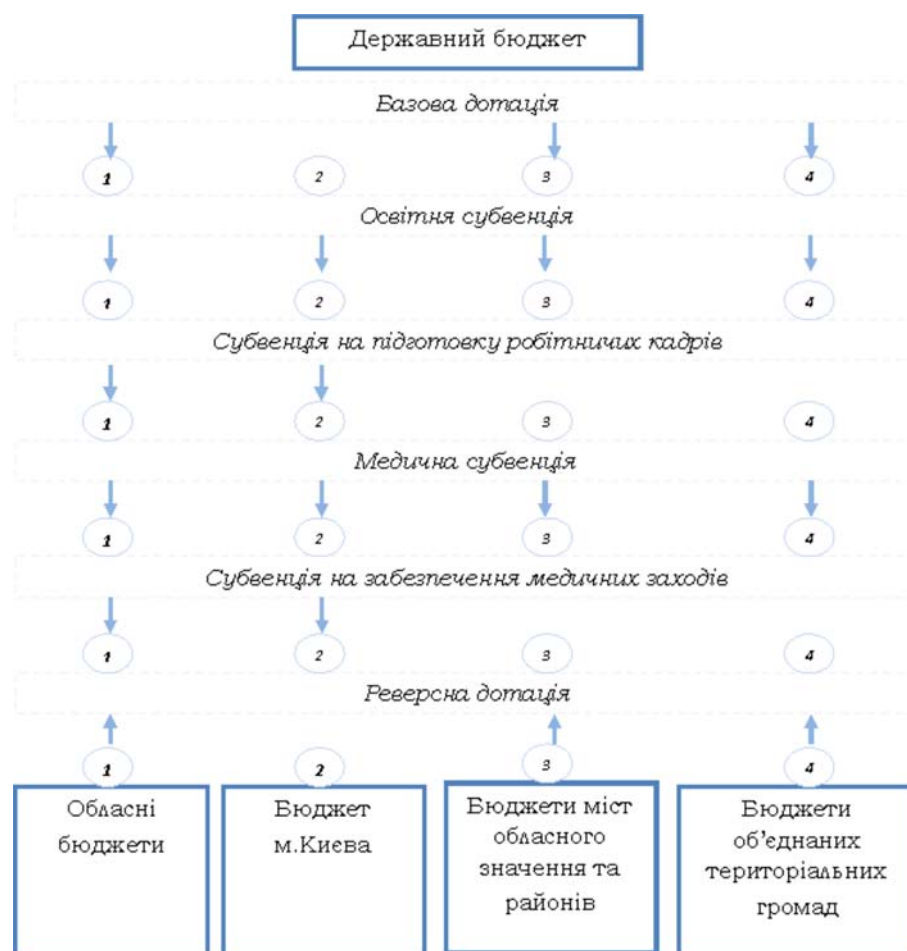 Державний бюджет
Базова дотація
1 2 3 4
Освітня субвенція
1 2 3 4
Субвенція на підготовку робітничих кадрів
1 2 3 4
Медична субвенція
1 2 3 4
Субвенція на забезпечення медичних заходів
1 2 3 4
Реверсна дотація
1 2 3 4
Обласні
бюджети
Бюджет
м.Києва
Бюджети міст
обласного
значення та
районів
Бюджети
об’єднаних
територіальних
громад